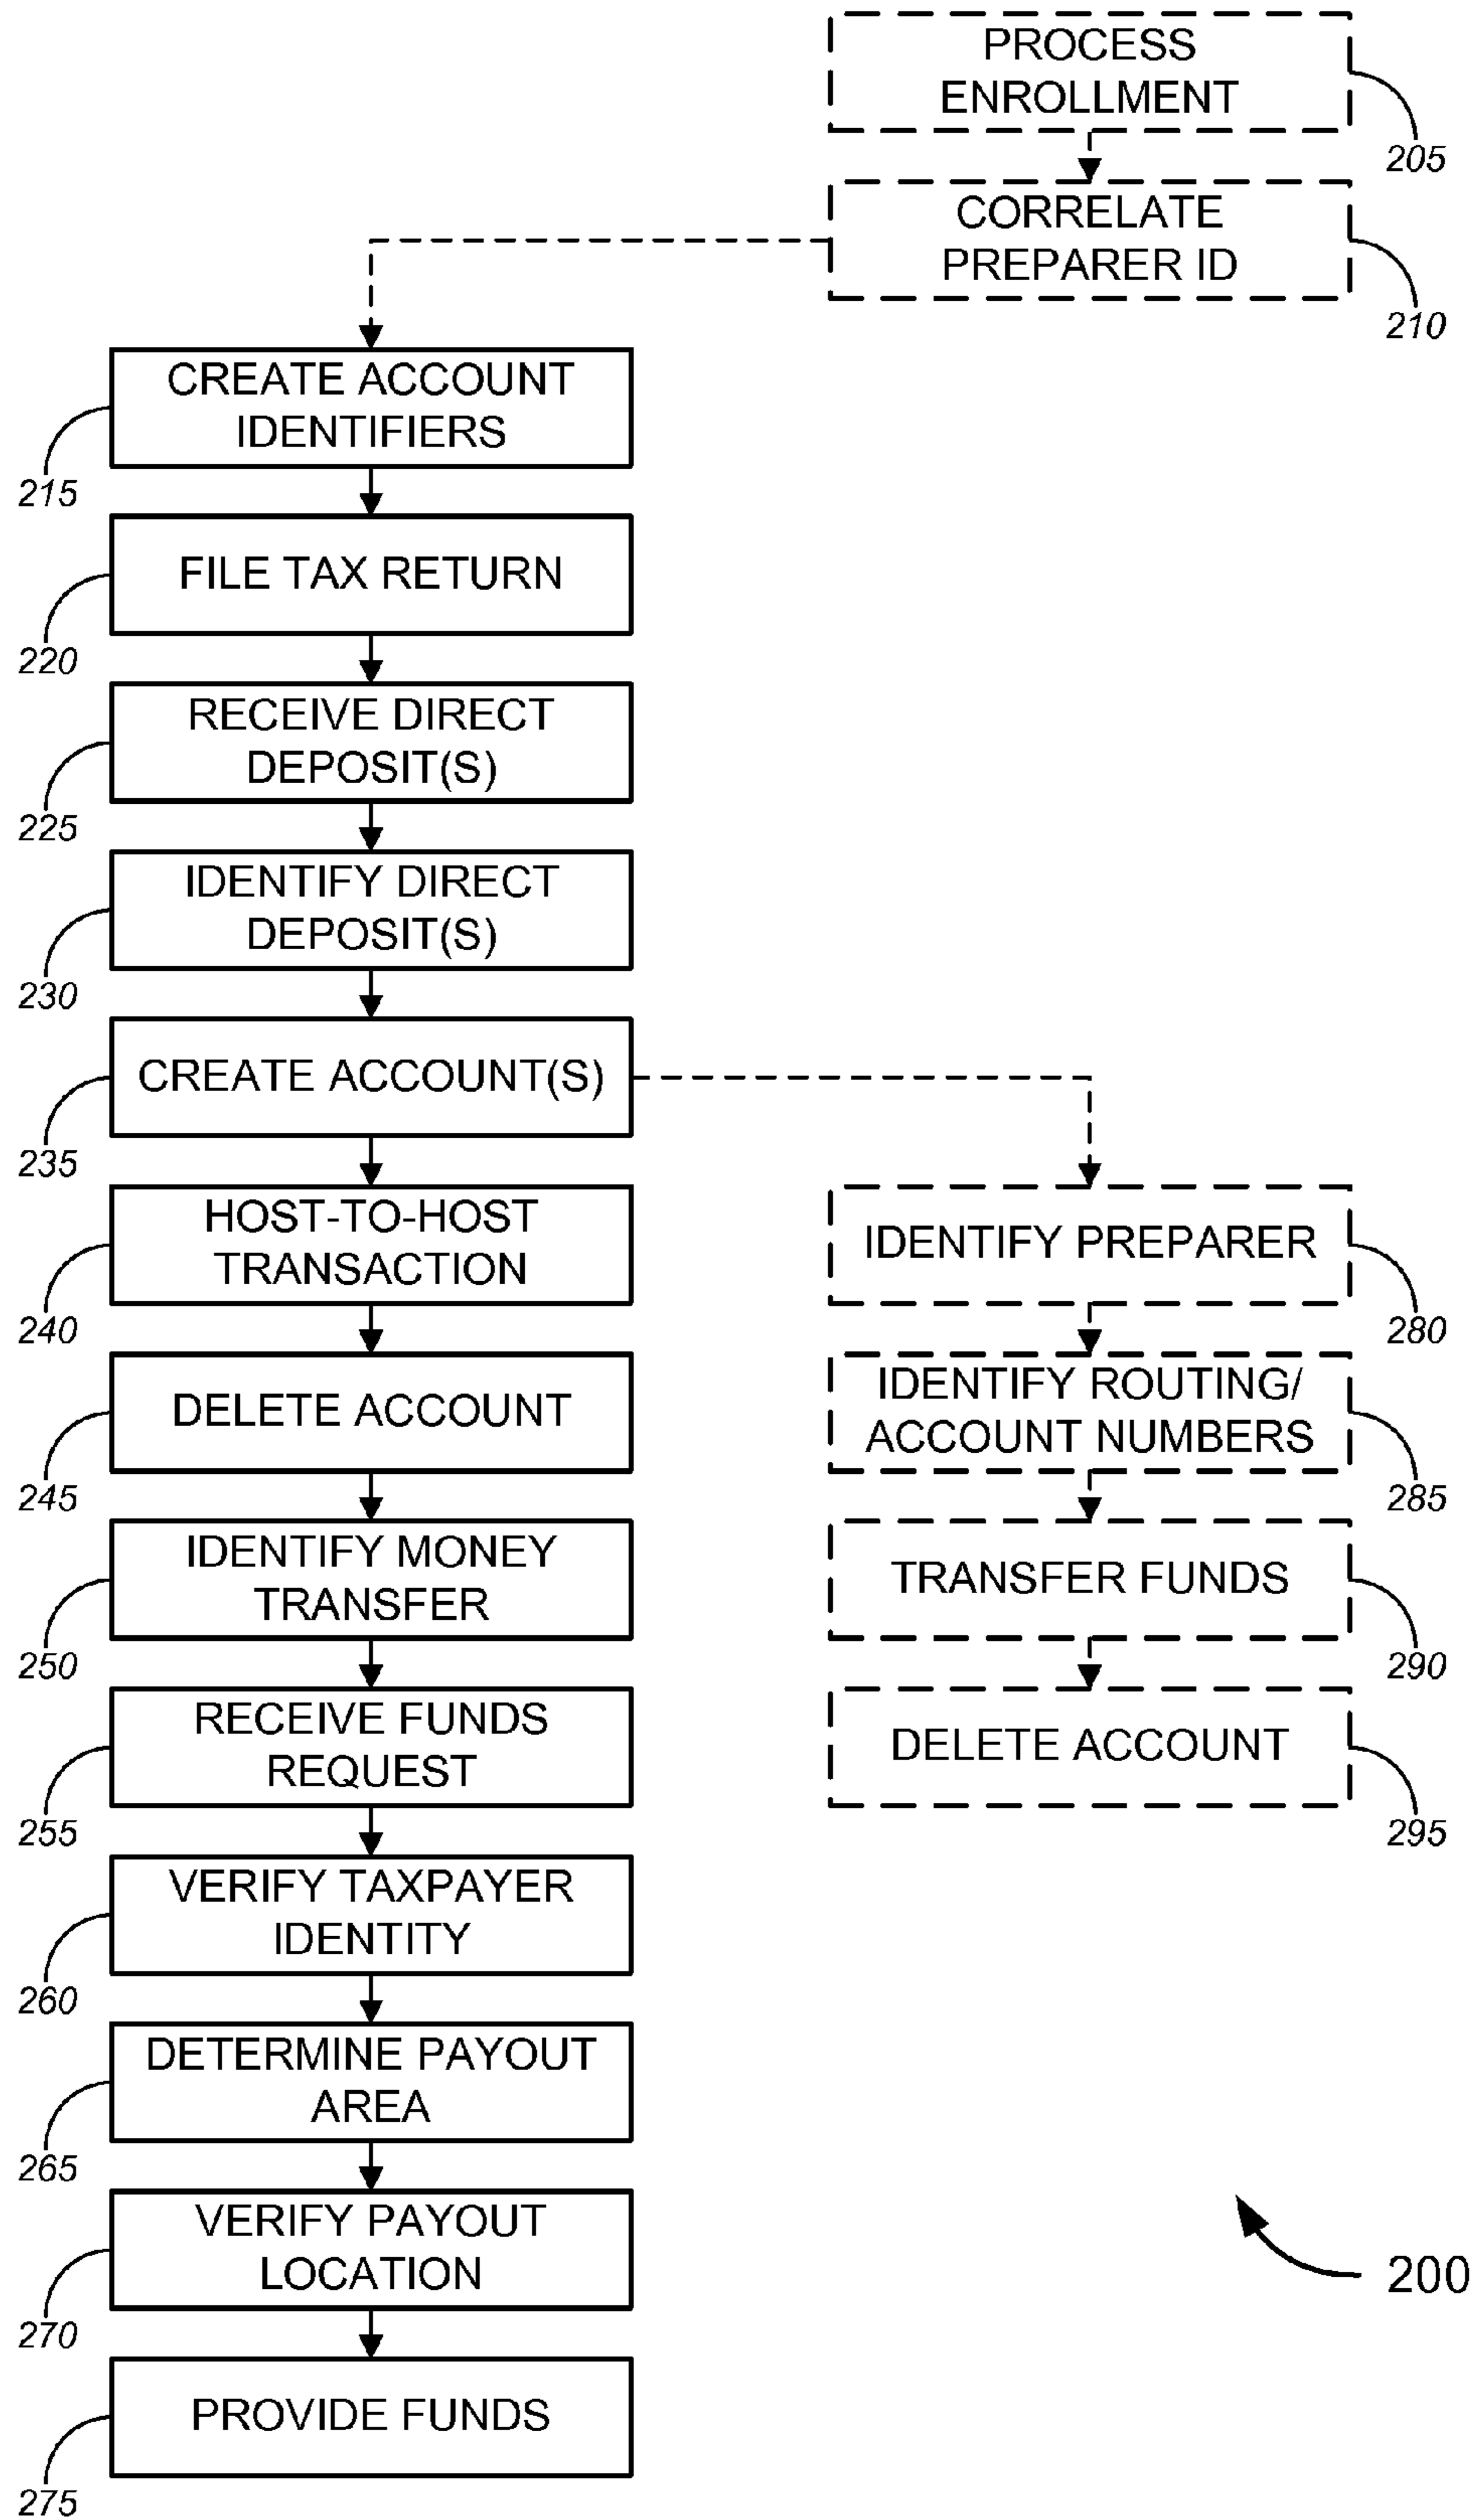 PROCESS
ENROLLMENT
205
CORRELATE
PREPARER ID
210
CREATE ACCOUNT
IDENTIFIERS
215
FILE TAX RETURN
220
RECEIVE DIRECT
DEPOSIT(S)
225
IDENTIFY DIRECT
DEPOSIT(S)
230
CREATE ACCOUNT(S)
235
HOST-TO-HOST
TRANSACTION
240
DELETE ACCOUNT
245
IDENTIFY MONEY
TRANSFER
250
RECEIVE FUNDS
REQUEST
255
VERIFY TAXPAYER
IDENTITY
260
DETERMINE PAYOUT
AREA
265
VERIFY PAYOUT
LOCATION
270
PROVIDE FUNDS
275
IDENTIFY PREPARER
280
IDENTIFY ROUTING/
ACCOUNT NUMBERS
285
TRANSFER FUNDS
290
DELETE ACCOUNT
295
200